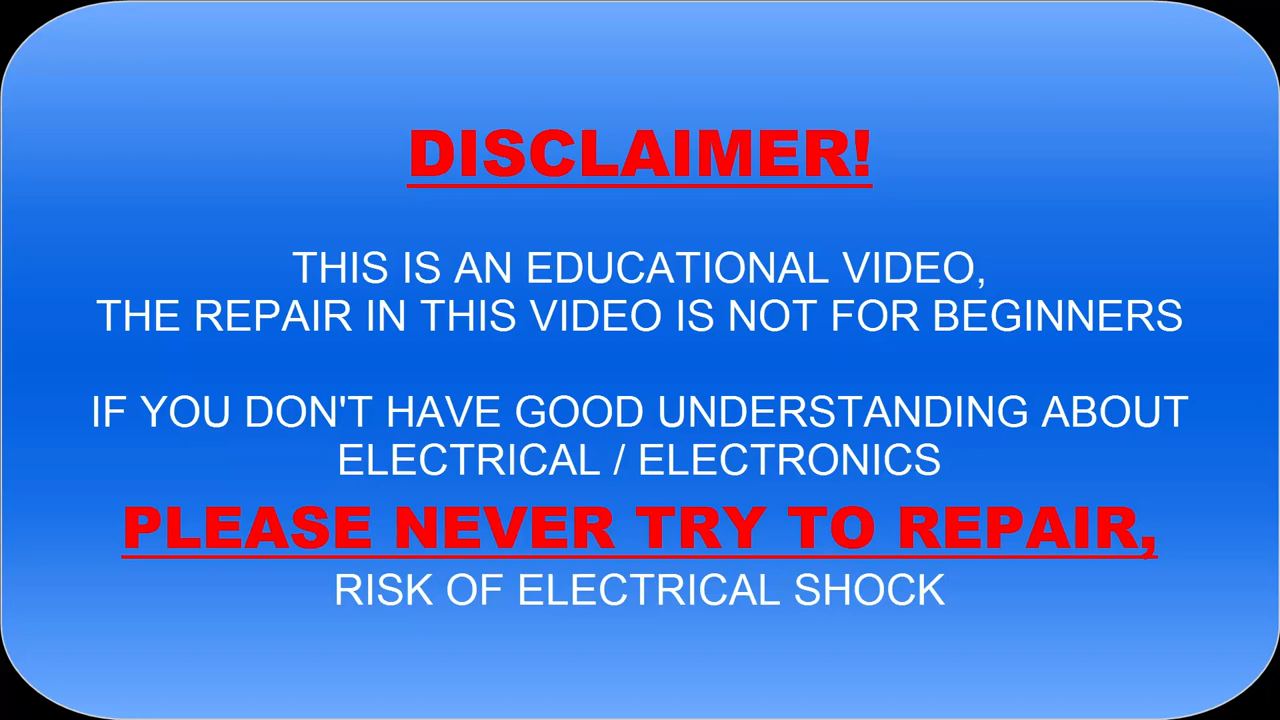 DISCLAIMER!
THIS IS AN EDUCATIONAL VIDEO,
THE REPAIR IN THIS VIDEO IS NOT FOR BEGINNERS
IF YOU DON'T HAVE GOOD UNDERSTANDING ABOUT
ELECTRICAL / ELECTRONICS
PLEASE NEVER TRY TO REPAIR,
RISK OF ELECTRICAL SHOCK